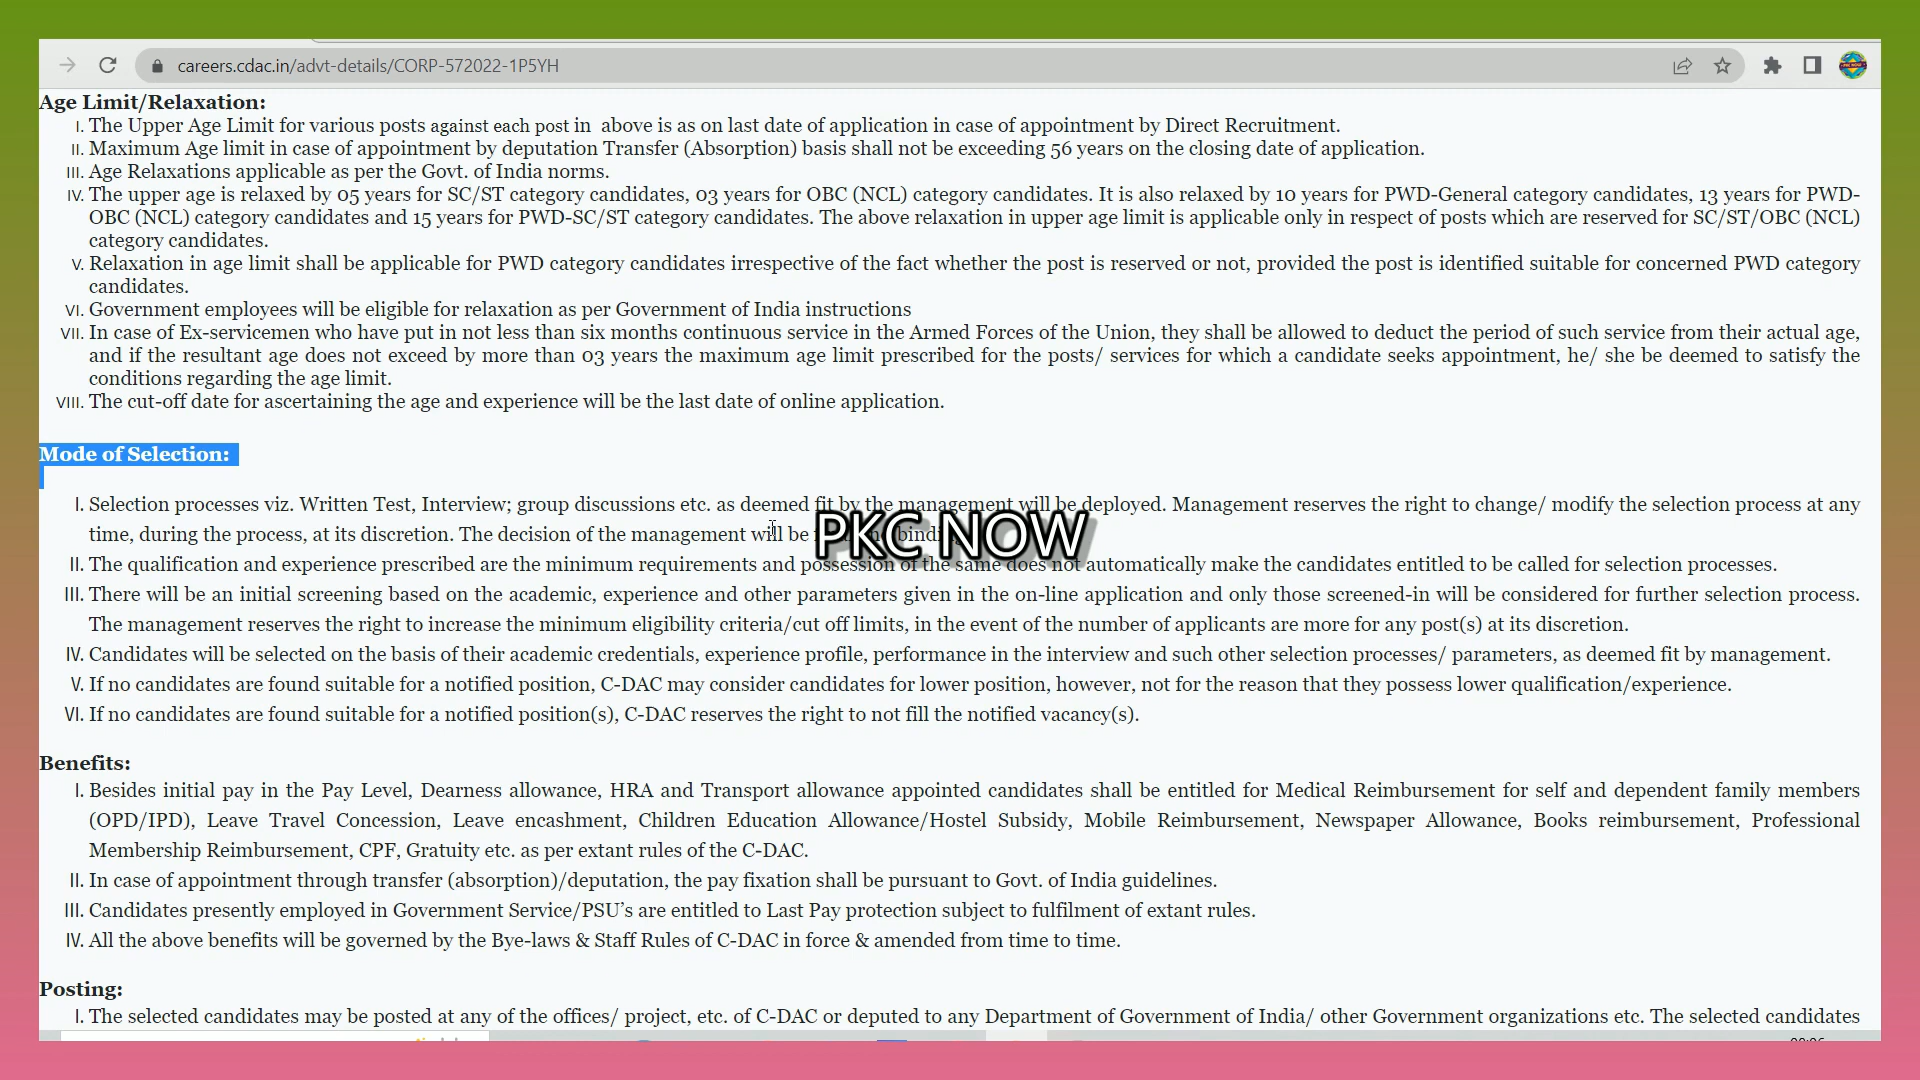 careers.cdac.in/advt-details/CORP-572022-1P5YH
Age Limit/Relaxation:
I. The Upper Age Limit for various posts against each post in above is as on last date of application in case of appointment by Direct Recruitment.
II. Maximum Age limit in case of appointment by deputation Transfer (Absorption) basis shall not be exceeding 56 years on the closing date of application.
III. Age Relaxations applicable as per the Govt. of India norms.
IV. The upper age is relaxed by 05 years for SC/ST category candidates, 03 years for OBC (NCL) category candidates. It is also relaxed by 10 years for PWD-General category candidates, 13 years for PWD-
OBC (NCL) category candidates and 15 years for PWD-SC/ST category candidates. The above relaxation in upper age limit is applicable only in respect of posts which are reserved for SC/ST/OBC (NCL)
category candidates.
V. Relaxation in age limit shall be applicable for PWD category candidates irrespective of the fact whether the post is reserved or not, provided the post is identified suitable for concerned PWD category
candidates.
VI. Government employees will be eligible for relaxation as per Government of India instructions
VII. In case of Ex-servicemen who have put in not less than six months continuous service in the Armed Forces of the Union, they shall be allowed to deduct the period of such service from their actual age,
and if the resultant age does not exceed by more than 03 years the maximum age limit prescribed for the posts/ services for which a candidate seeks appointment, he/ she be deemed to satisfy the
conditions regarding the age limit.
VIII. The cut-off date for ascertaining the age and experience will be the last date of online application.
Mode of Selection:
I. Selection processes viz. Written Test, Interview; group discussions etc. as deemed fit by the management will be deployed. Management reserves the right to change/ modify the selection process at any
time, during the process, at its discretion. The decision of the management will be
PKC NOW
II. The qualification and experience prescribed are the minimum requirements and possession of the same does not automatically make the candidates entitled to be called for selection processes.
III. There will be an initial screening based on the academic, experience and other parameters given in the on-line application and only those screened-in will be considered for further selection process.
The management reserves the right to increase the minimum eligibility criteria/cut off limits, in the event of the number of applicants are more for any post(s) at its discretion.
IV. Candidates will be selected on the basis of their academic credentials, experience profile, performance in the interview and such other selection processes/ parameters, as deemed fit by management.
V. If no candidates are found suitable for a notified position, C-DAC may consider candidates for lower position, however, not for the reason that they possess lower qualification/experience.
VI. If no candidates are found suitable for a notified position(s), C-DAC reserves the right to not fill the notified vacancy(s).
Benefits:
I. Besides initial pay in the Pay Level, Dearness allowance, HRA and Transport allowance appointed candidates shall be entitled for Medical Reimbursement for self and dependent family members
(OPD/IPD), Leave Travel Concession, Leave encashment, Children Education Allowance/Hostel Subsidy, Mobile Reimbursement, Newspaper Allowance, Books reimbursement, Professional
Membership Reimbursement, CPF, Gratuity etc. as per extant rules of the C-DAC.
II. In case of appointment through transfer (absorption)/deputation, the pay fixation shall be pursuant to Govt. of India guidelines.
III. Candidates presently employed in Government Service/PSU’s are entitled to Last Pay protection subject to fulfilment of extant rules.
IV. All the above benefits will be governed by the Bye-laws & Staff Rules of C-DAC in force & amended from time to time.
Posting:
I. The selected candidates may be posted at any of the offices/ project, etc. of C-DAC or deputed to any Department of Government of India/ other Government organizations etc. The selected candidates